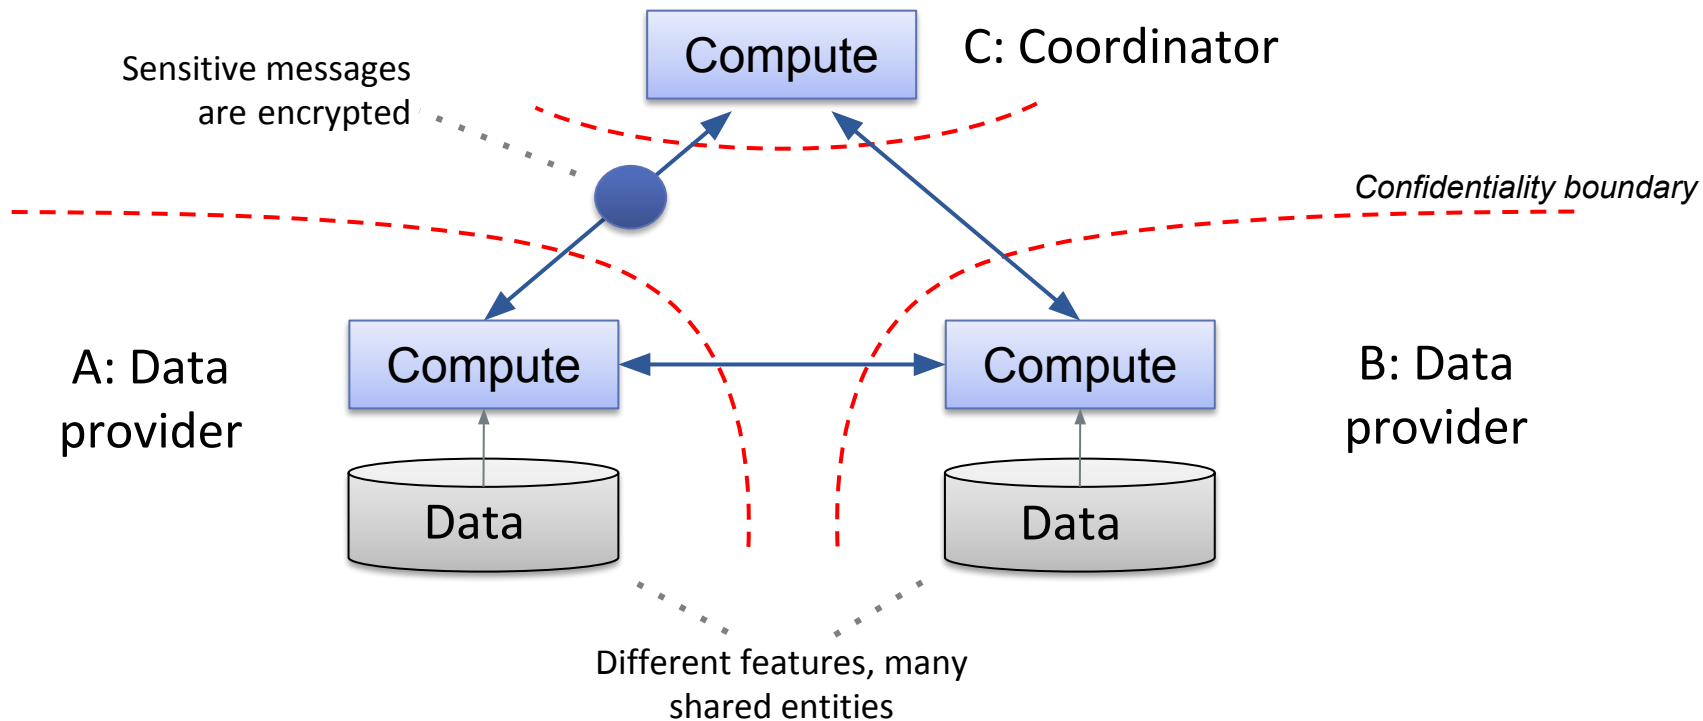 Compute
C: Coordinator
Sensitive messages
are encrypted
Confidentiality boundary
A: Data
provider
Compute
Compute
B: Data
provider
Data
Data
Different features, many
shared entities